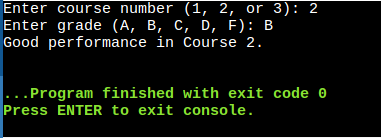 Enter course number (1, 2, or 3): 2
Enter grade (A, B, C, D, F): B
Good performance in Course 2.
...Program finished with exit code 0
Press ENTER to exit console.